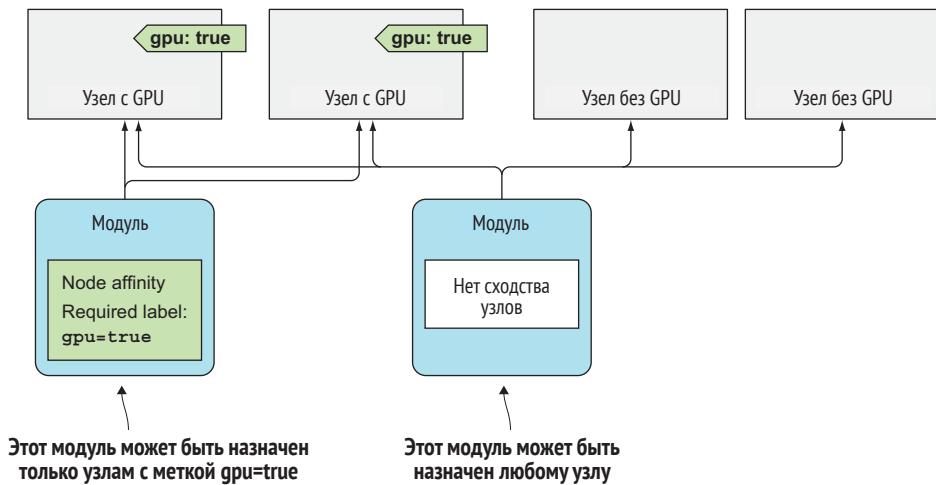 gpu: true
gpu: true
Узел с GPU
Узел с GPU
Узел без GPU
Узел без GPU
Модуль
Модуль
Node affinity
Required label:
gpu=true
Нет сходства
узлов
Этот модуль может быть назначен
только узлам с меткой gpu=true
Этот модуль может быть
назначен любому узлу